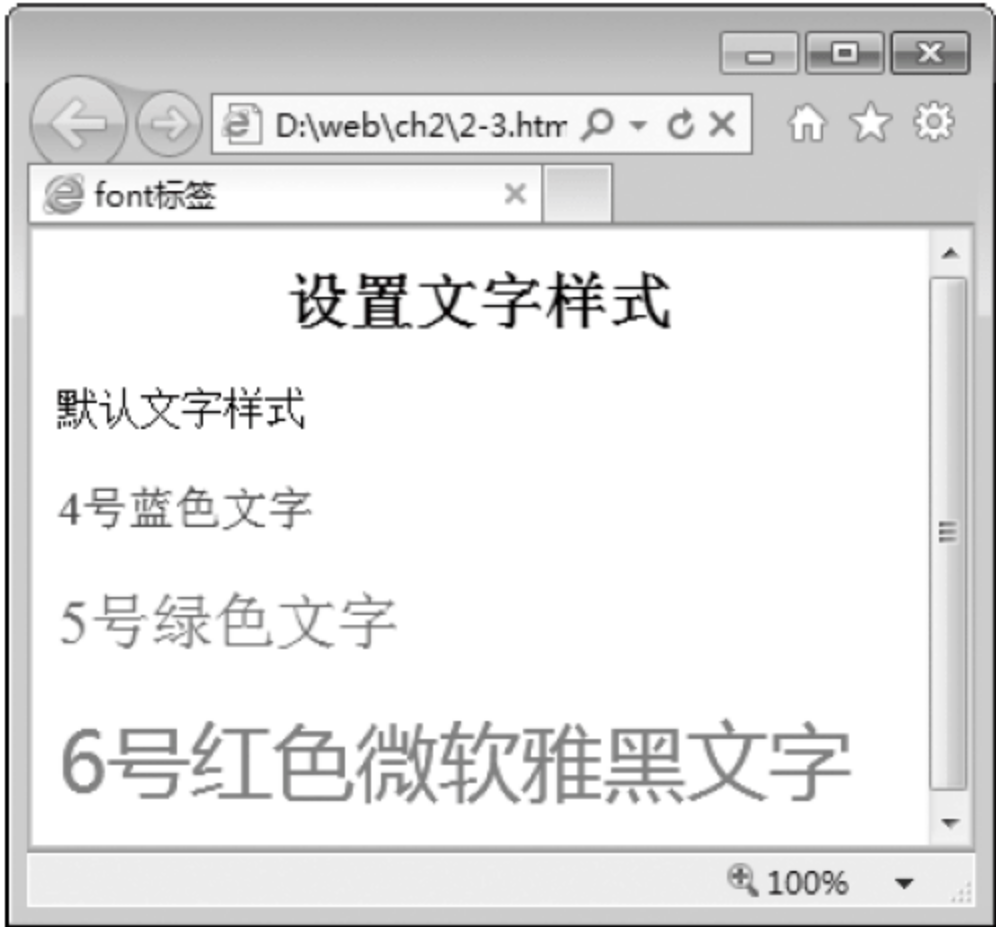 D:\web\ch2\2-3.htm
font标签
设置文字样式
默认文字样式
4号蓝色文字
5号绿色文字
6号红色微软雅黑文字
100%